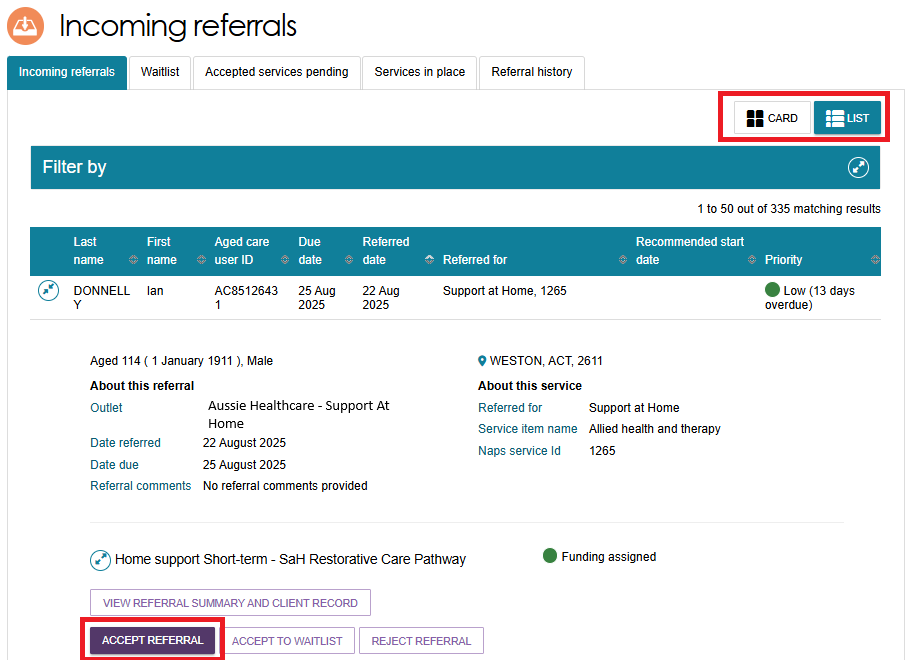 Incoming referrals
Incoming referrals Waitlist Accepted services pending Services in place Referral history
CARD LIST
Filter by
1 to 50 out of 335 matching results
Last First Aged care Due Referred Recommended start
name name user ID date date Referred for date Priority
DONNELL Ian AC8512643 25 Aug 22 Aug Support at Home, 1265 Low (13 days
Y 1 2025 2025 overdue)
Aged 114 ( 1 January 1911 ), Male WESTON, ACT, 2611
About this referral About this service
Outlet Aussie Healthcare - Support At Referred for Support at Home
Home
Service item name Allied health and therapy
Date referred 22 August 2025
Naps service Id 1265
Date due 25 August 2025
Referral comments No referral comments provided
Home support Short-term - SaH Restorative Care Pathway Funding assigned
VIEW REFERRAL SUMMARY AND CLIENT RECORD
ACCEPT REFERRAL ACCEPT TO WAITLIST REJECT REFERRAL